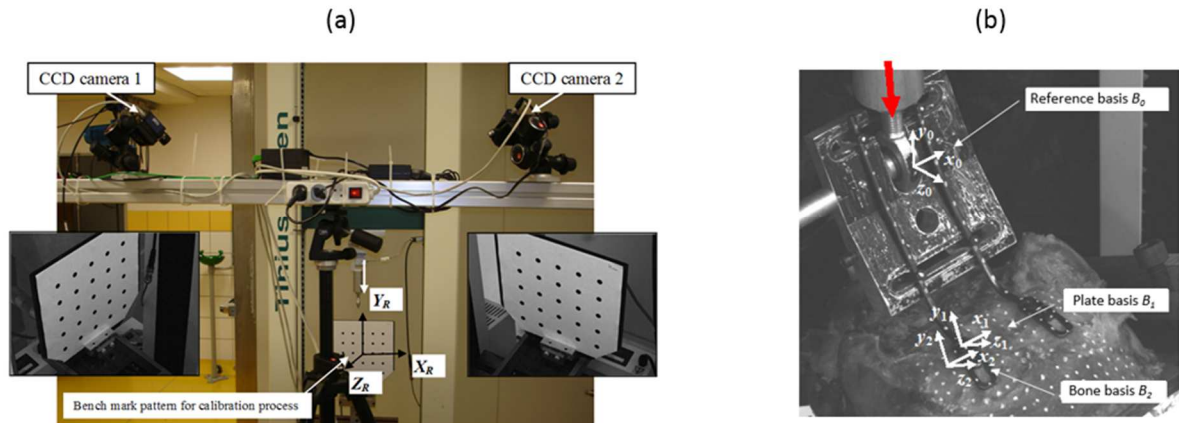 (a)
(b)
CCD camera 1
CCD camera 2
Y_R
X_R
Z_R
Bench mark pattern for calibration process
Reference basis B_0
y_0
x_0
z_0
Plate basis B_1
y_1
x_1
z_1
y_2
x_2
z_2
Bone basis B_2